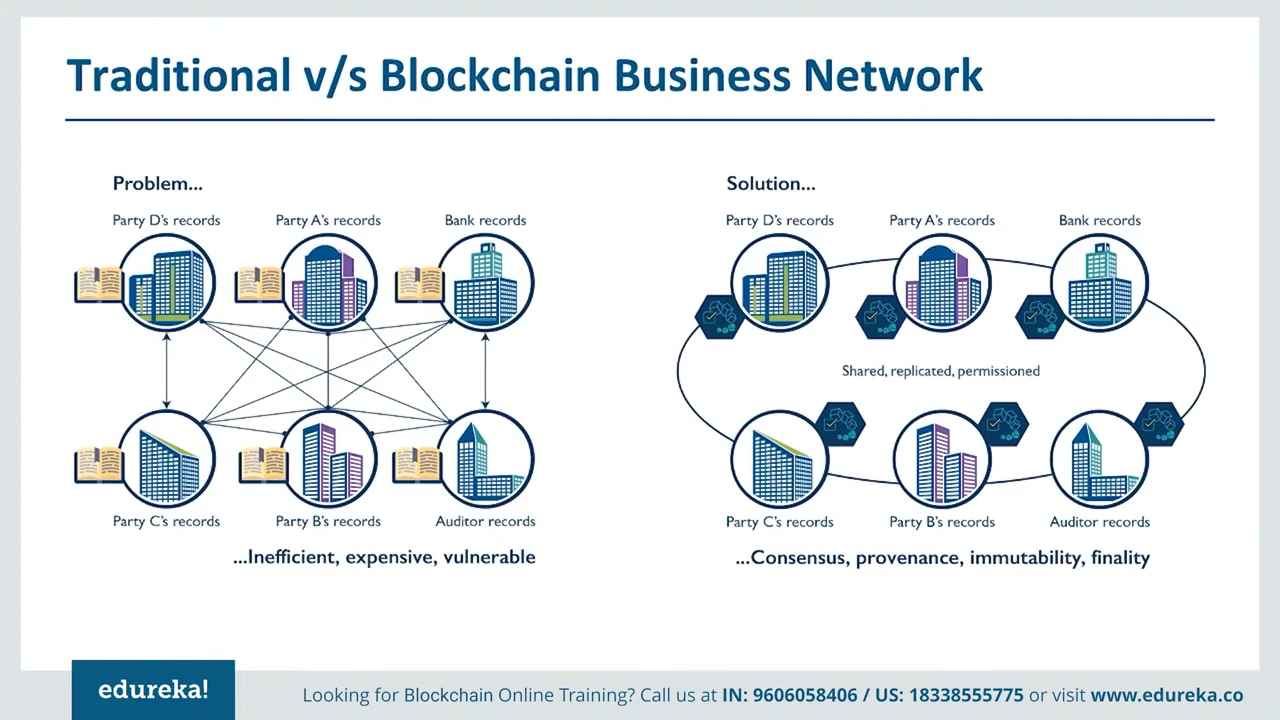 Traditional v/s Blockchain Business Network
Problem...
Party D's records
Party A's records
Bank records
Party C's records
Party B's records
Auditor records
...Inefficient, expensive, vulnerable
Solution...
Party D's records
Party A's records
Bank records
Shared, replicated, permissioned
Party C's records
Party B's records
Auditor records
...Consensus, provenance, immutability, finality
edureka!
Looking for Blockchain Online Training? Call us at IN: 9606058406 / US: 18338555775 or visit www.edureka.co